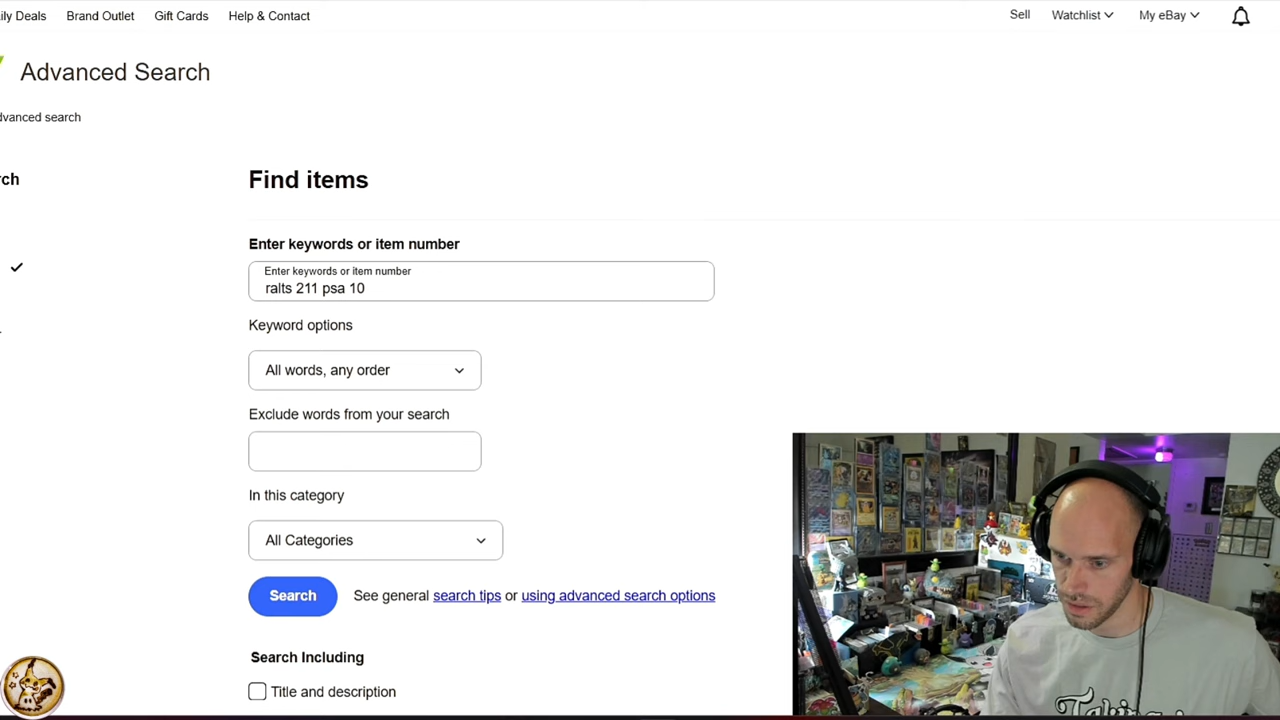 ily Deals Brand Outlet Gift Cards Help & Contact Sell Watchlist My eBay
Advanced Search
dvanced search
rch
Find items
Enter keywords or item number
Enter keywords or item number
ralts 211 psa 10
Keyword options
All words, any order
Exclude words from your search
In this category
All Categories
Search See general search tips or using advanced search options
Search Including
Title and description